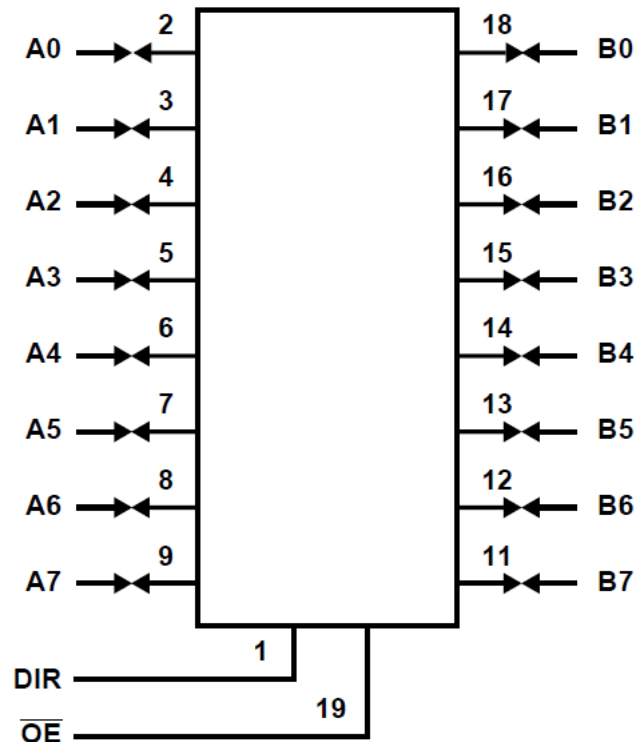 A0 2 18 B0
A1 3 17 B1
A2 4 16 B2
A3 5 15 B3
A4 6 14 B4
A5 7 13 B5
A6 8 12 B6
A7 9 11 B7
DIR 1
O̅E̅ 19